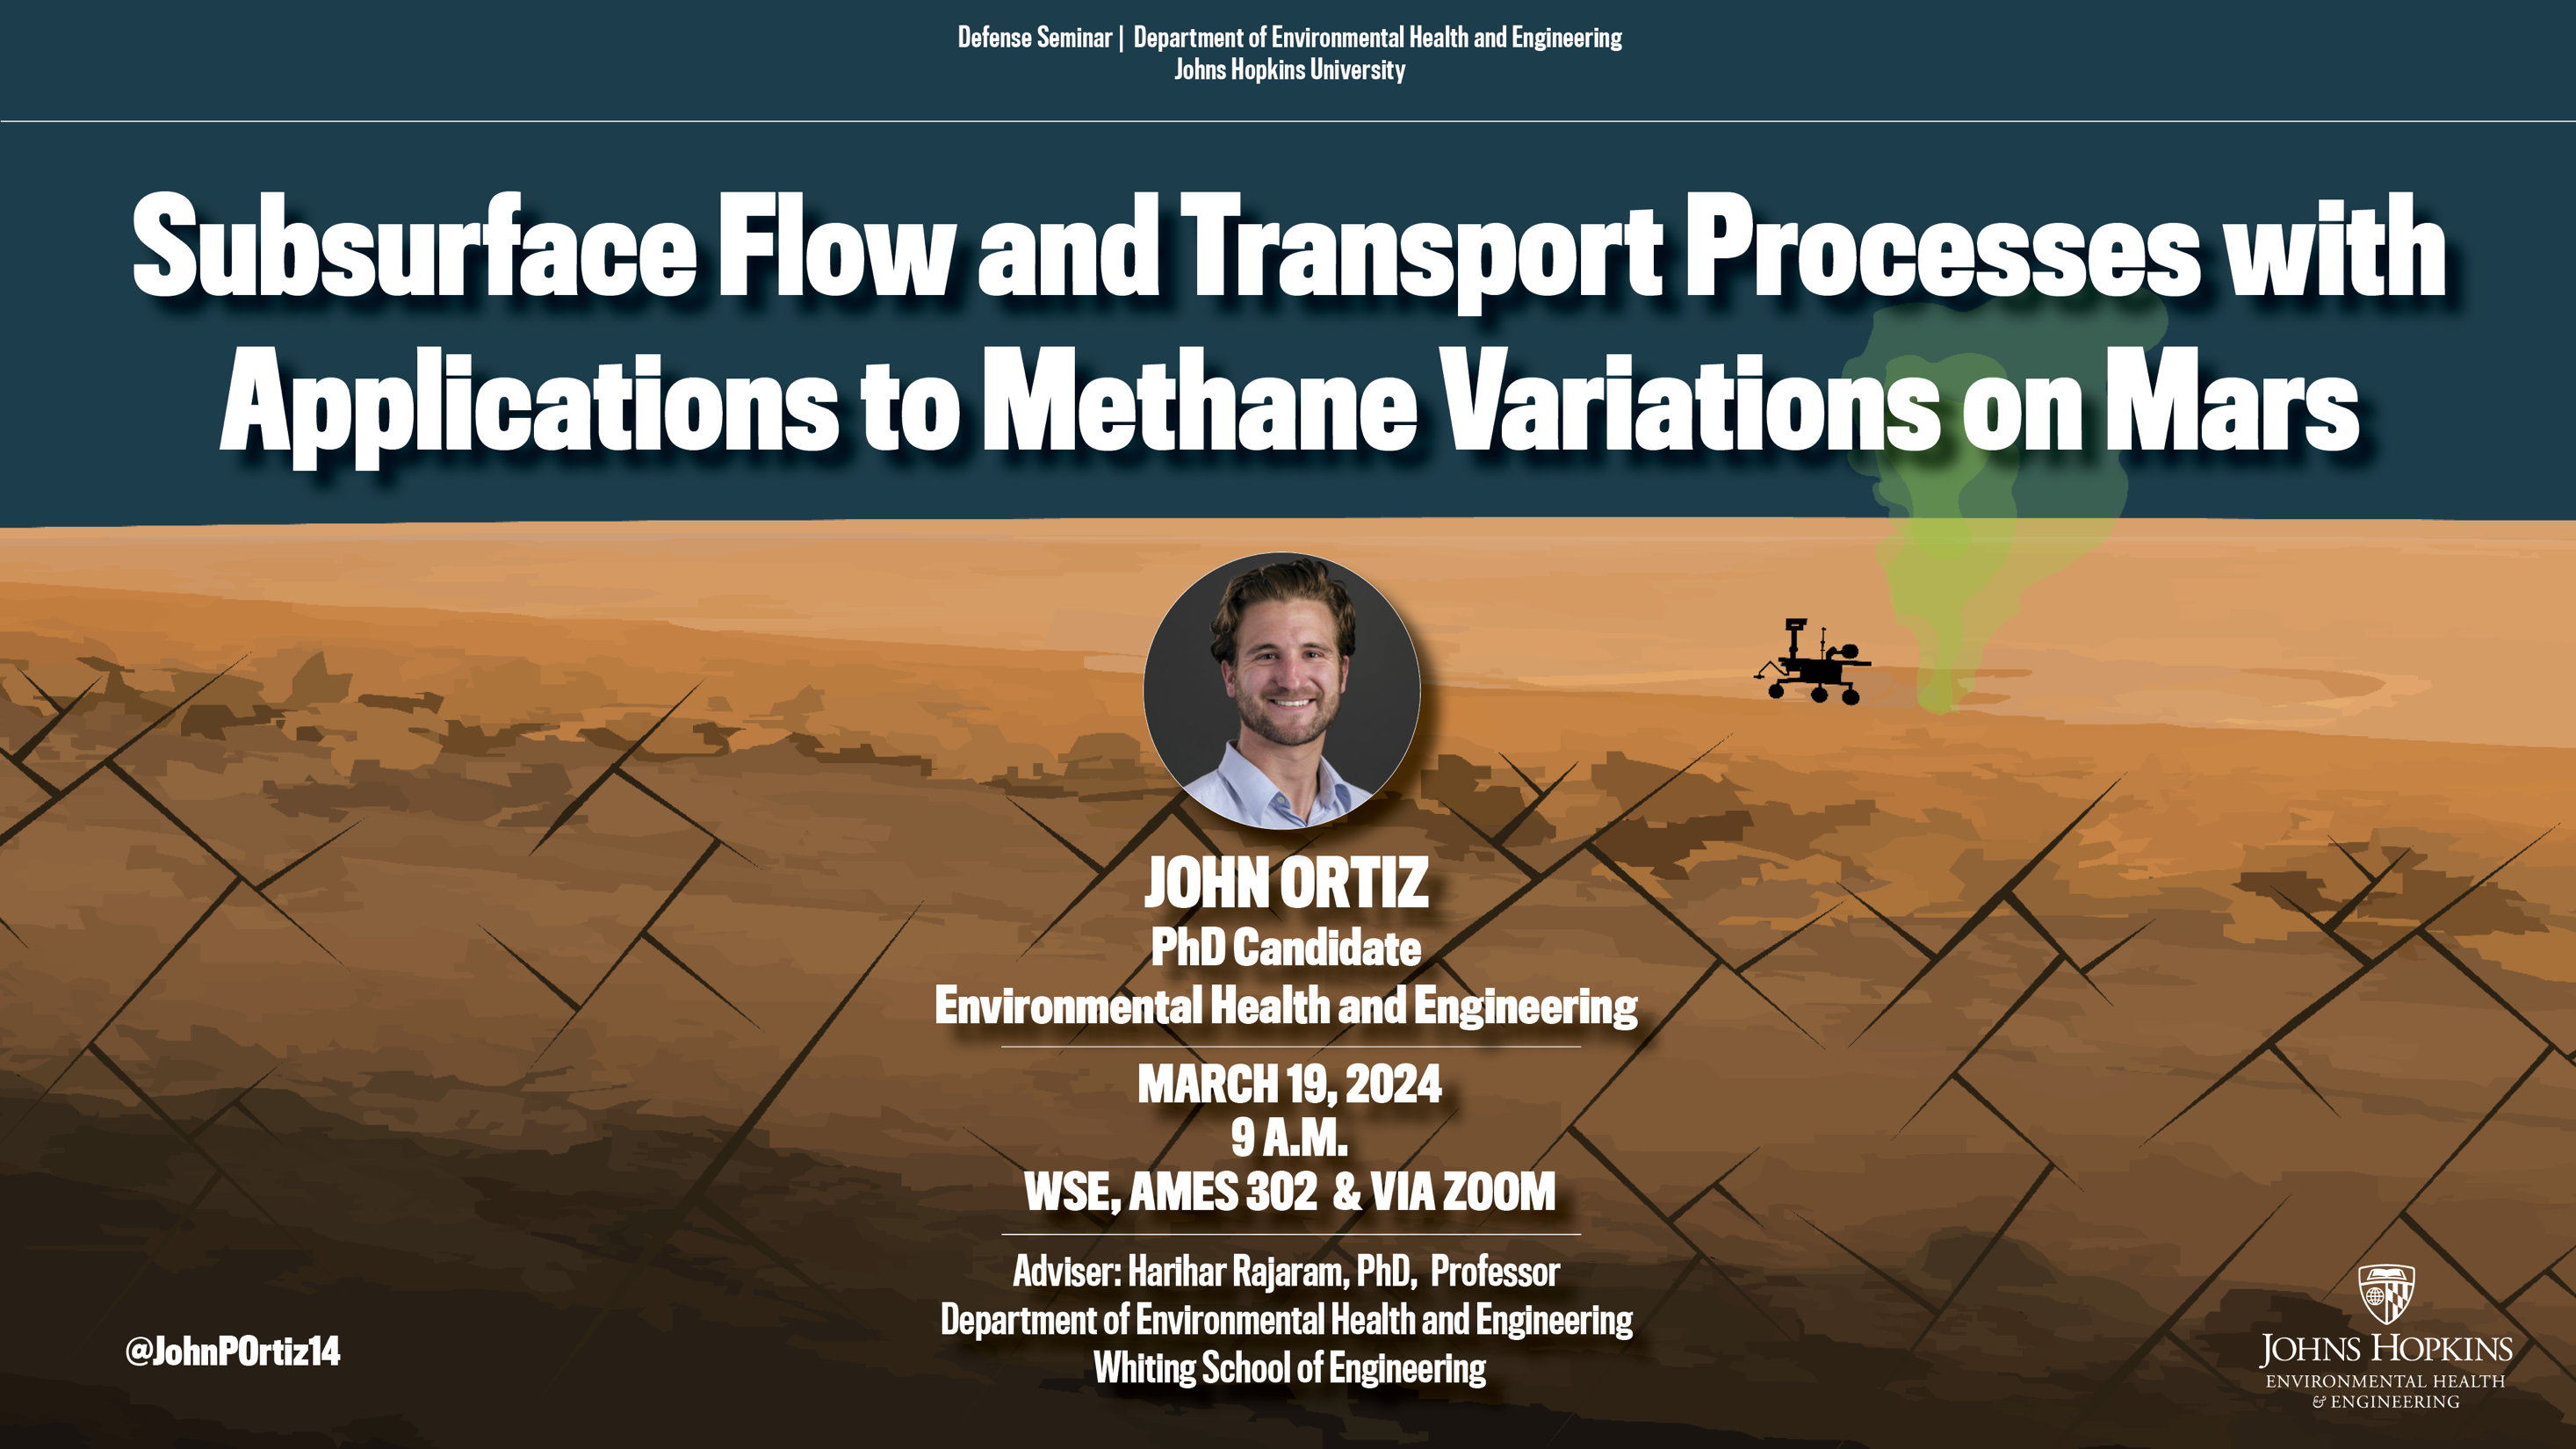 Defense Seminar | Department of Environmental Health and Engineering
Johns Hopkins University
Subsurface Flow and Transport Processes with
Applications to Methane Variations on Mars
JOHN ORTIZ
PhD Candidate
Environmental Health and Engineering
MARCH 19, 2024
9 A.M.
WSE, AMES 302 & VIA ZOOM
Adviser: Harihar Rajaram, PhD, Professor
Department of Environmental Health and Engineering
Whiting School of Engineering
@JohnPOrtiz14
JOHNS HOPKINS
ENVIRONMENTAL HEALTH
& ENGINEERING